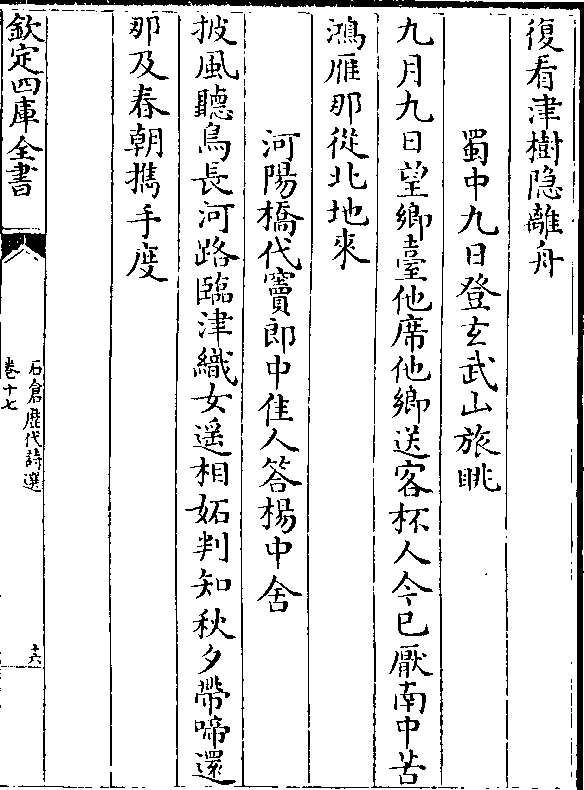 復看津樹隐離舟
蜀中九日登玄武山旅眺
九月九日望鄉臺他席他鄉送客杯人今已厭南中苦
鴻雁那從北地來
河陽橋代竇郎中佳人答楊中舍
披風聽鳥長河路臨津織女遥相妬判知秋夕帶啼還
那及春朝擕手度
欽定四庫全書
石倉歷代詩選
卷十七
十六